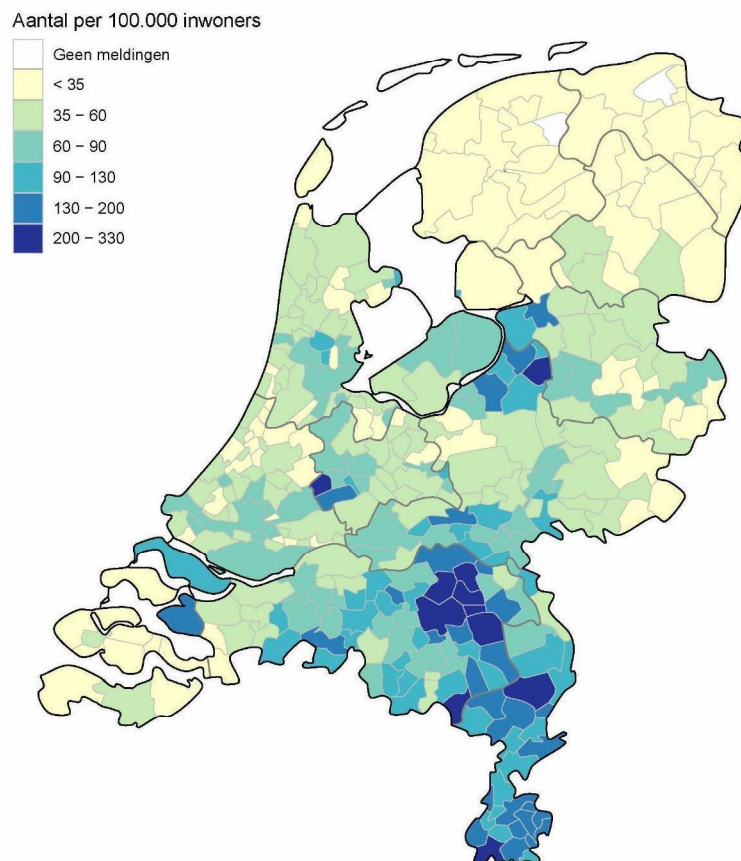 Aantal per 100.000 inwoners
Geen meldingen
< 35
35 − 60
60 − 90
90 − 130
130 − 200
200 − 330